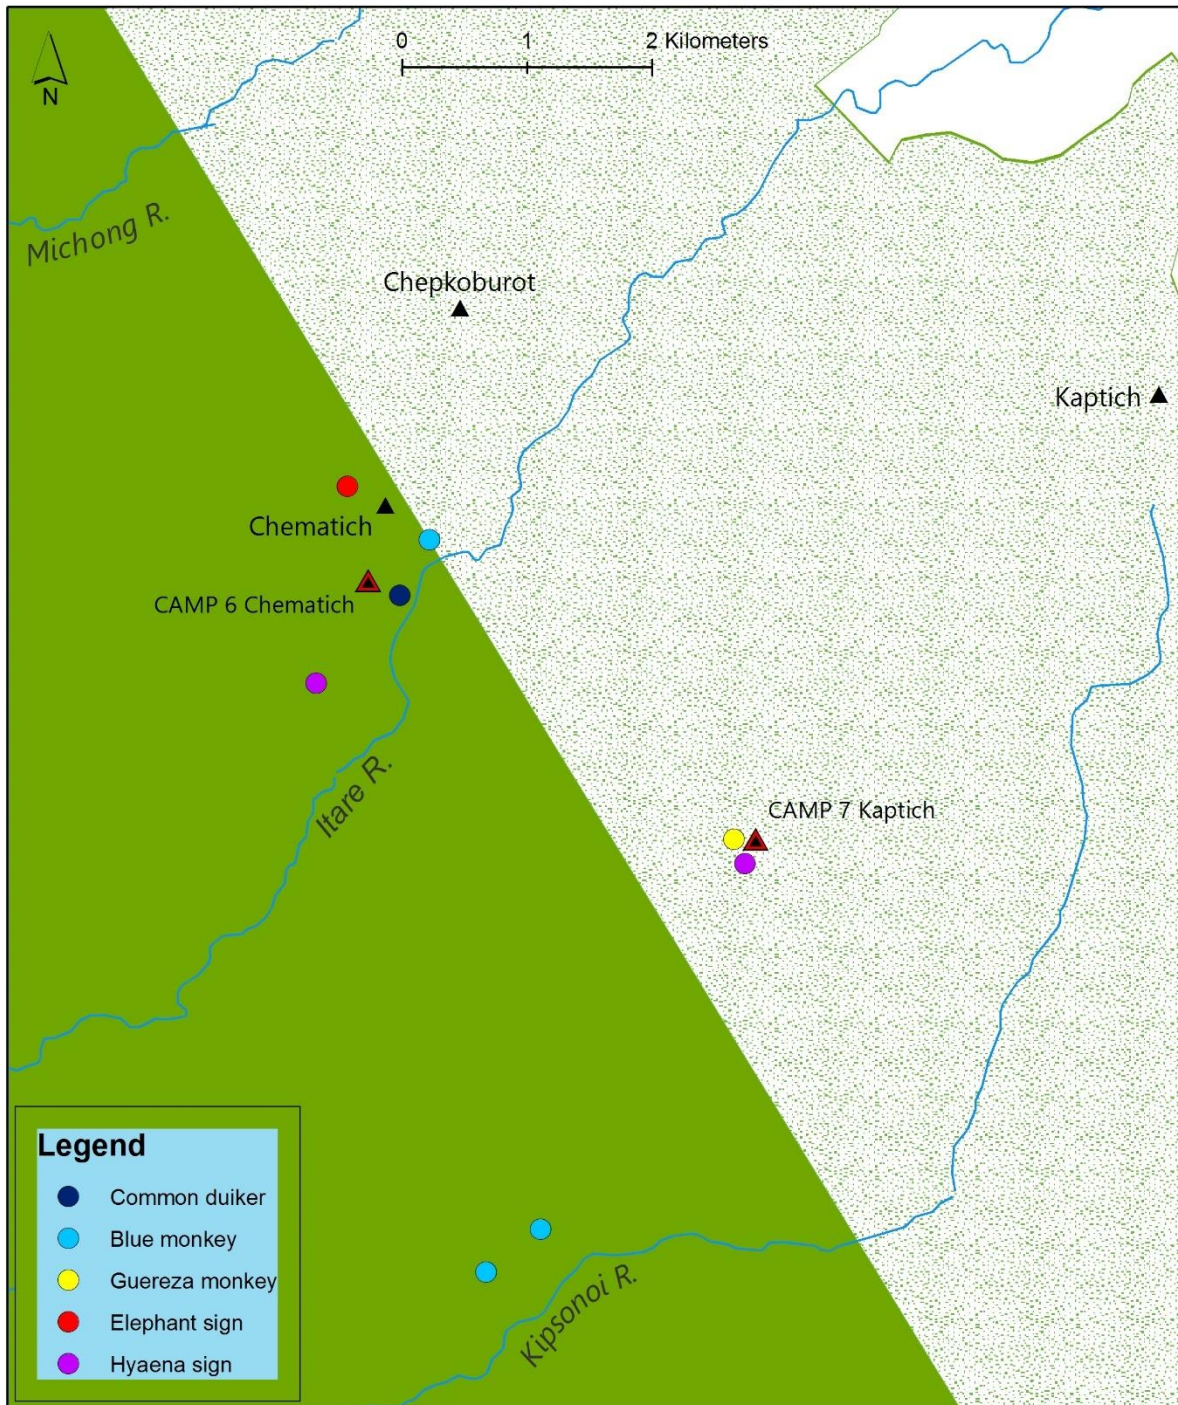 0 1 2 Kilometers
N
Michong R.
Chepkoburot
Kaptich
Chematich
CAMP 6 Chematich
Itare R.
CAMP 7 Kaptich
Kipsonoi R.
Legend
Common duiker
Blue monkey
Guereza monkey
Elephant sign
Hyaena sign